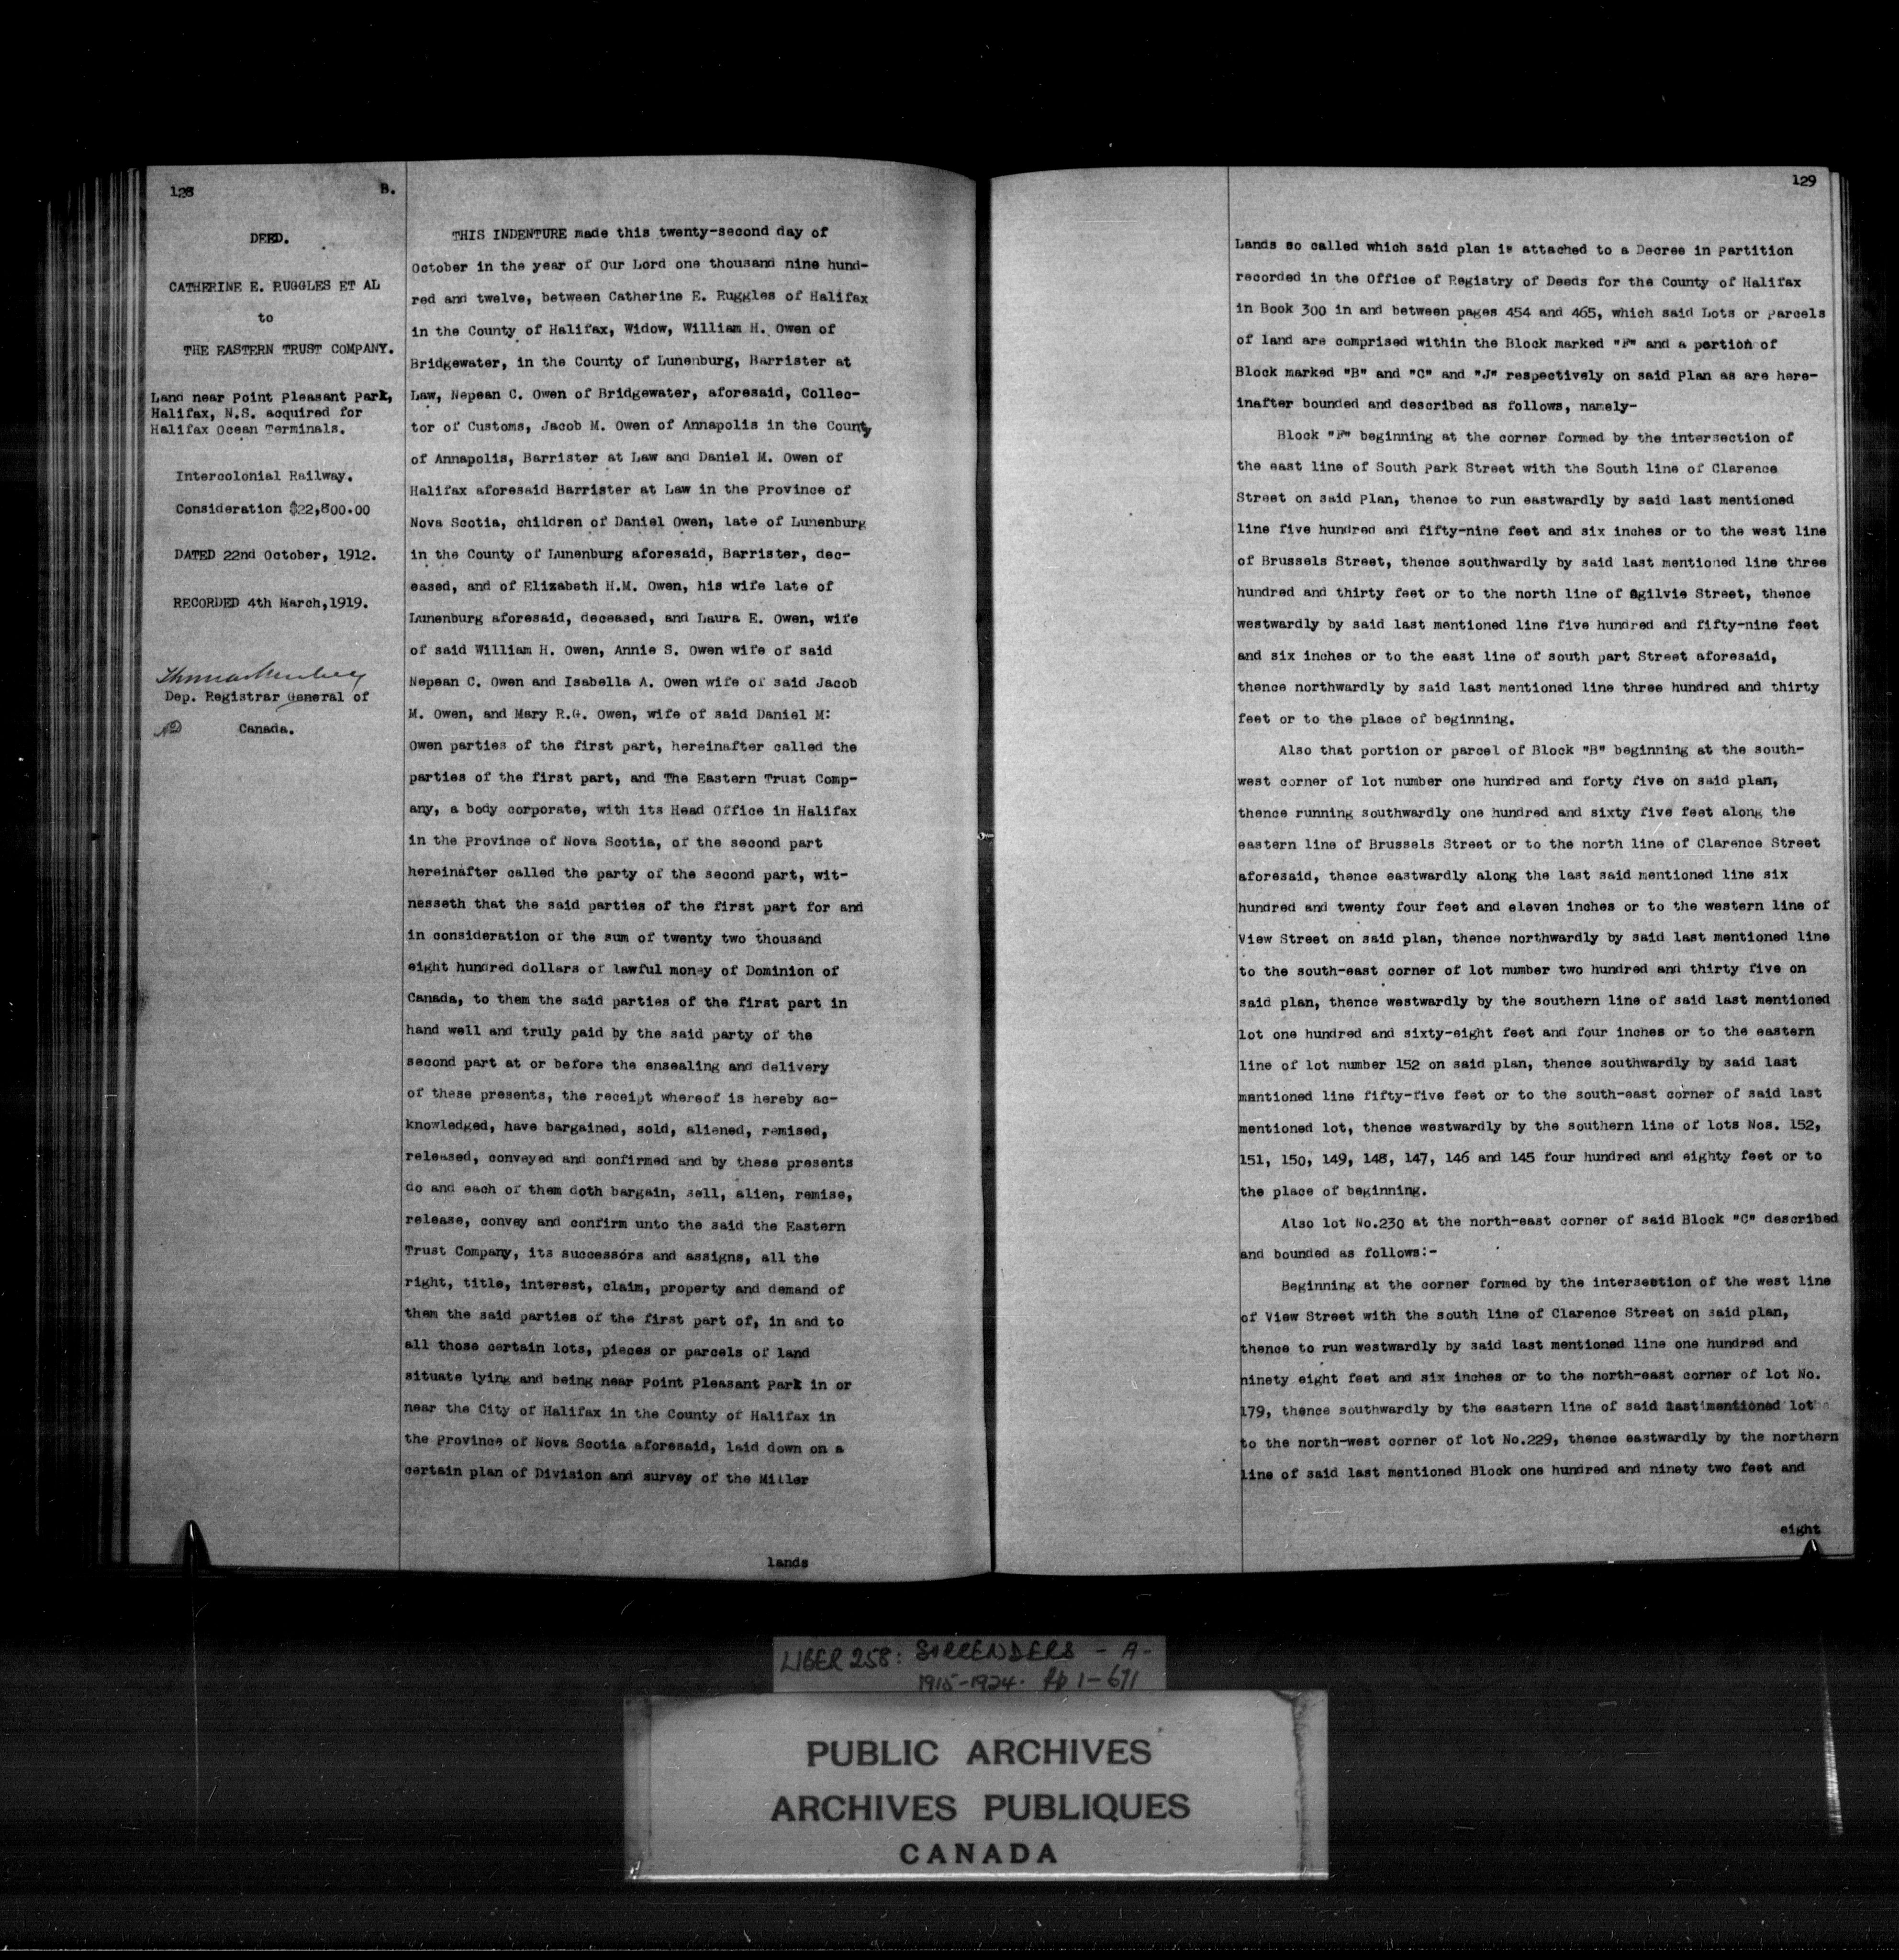 128
B.
DEED.
CATHERINE E. RUGGLES ET AL
to
THE EASTERN TRUST COMPANY.
Land near Point Pleasant Park,
Halifax, N.S. acquired for
Halifax Ocean Terminals.
Intercolonial Railway.
Consideration $22,800.00
DATED 22nd October, 1912.
RECORDED 4th March,1919.
Dep. Registrar General of
Canada.
THIS INDENTURE made this twenty-second day of
October in the year of Our Lord one thousand nine hund-
red and twelve, between Catherine E. Ruggles of Halifax
in the County of Halifax, Widow, William H. Owen of
Bridgewater, in the County of Lunenburg, Barrister at
Law, Nepean C. Owen of Bridgewater, aforesaid, Collec-
tor of Customs, Jacob M. Owen of Annapolis in the County
of Annapolis, Barrister at Law and Daniel M. Owen of
Halifax aforesaid Barrister at Law in the Province of
Nova Scotia, children of Daniel Owen, late of Lunenburg
in the County of Lunenburg aforesaid, Barrister, dec-
eased, and of Elizabeth H.M. Owen, his wife late of
Lunenburg aforesaid, deceased, and Laura E. Owen, wife
of said William H. Owen, Annie S. Owen wife of said
Nepean C. Owen and Isabella A. Owen wife of said Jacob
M. Owen, and Mary R.G. Owen, wife of said Daniel M:
Owen parties of the first part, hereinafter called the
parties of the first part, and The Eastern Trust Comp-
any, a body corporate, with its Head Office in Halifax
in the Province of Nova Scotia, of the second part
hereinafter called the party of the second part, wit-
nesseth that the said parties of the first part for and
in consideration of the sum of twenty two thousand
eight hundred dollars of lawful money of Dominion of
Canada, to them the said parties of the first part in
hand well and truly paid by the said party of the
second part at or before the ensealing and delivery
of these presents, the receipt whereof is hereby ac-
knowledged, have bargained, sold, aliened, remised,
released, conveyed and confirmed and by these presents
do and each of them doth bargain, sell, alien, remise,
release, convey and confirm unto the said the Eastern
Trust Company, its successors and assigns, all the
right, title, interest, claim, property and demand of
them the said parties of the first part of, in and to
all those certain lots, pieces or parcels of land
situate lying and being near Point Pleasant Park in or
near the City of Halifax in the County of Halifax in
the Province of Nova Scotia aforesaid, laid down on a
certain plan of Division and survey of the Miller
lands
129
Lands so called which said plan is attached to a Decree in Partition
recorded in the Office of Registry of Deeds for the County of Halifax
in Book 300 in and between pages 454 and 465, which said Lots or Parcels
of land are comprised within the Block marked "F" and a portion of
Block marked "B" and "C" and "J" respectively on said Plan as are here-
inafter bounded and described as follows, namely-
Block "F" beginning at the corner formed by the intersection of
the east line of South Park Street with the South line of Clarence
Street on said Plan, thence to run eastwardly by said last mentioned
line five hundred and fifty-nine feet and six inches or to the west line
of Brussels Street, thence southwardly by said last mentioned line three
hundred and thirty feet or to the north line of Ogilvie Street, thence
westwardly by said last mentioned line five hundred and fifty-nine feet
and six inches or to the east line of south part Street aforesaid,
thence northwardly by said last mentioned line three hundred and thirty
feet or to the place of beginning.
Also that portion or parcel of Block "B" beginning at the south-
west corner of lot number one hundred and forty five on said plan,
thence running southwardly one hundred and sixty five feet along the
eastern line of Brussels Street or to the north line of Clarence Street
aforesaid, thence eastwardly along the last said mentioned line six
hundred and twenty four feet and eleven inches or to the western line of
View Street on said plan, thence northwardly by said last mentioned line
to the south-east corner of lot number two hundred and thirty five on
said plan, thence westwardly by the southern line of said last mentioned
lot one hundred and sixty-eight feet and four inches or to the eastern
line of lot number 152 on said plan, thence southwardly by said last
mantioned line fifty-five feet or to the south-east corner of said last
mentioned lot, thence westwardly by the southern line of lots Nos. 152,
151, 150, 149, 148, 147, 146 and 145 four hundred and eighty feet or to
the place of beginning.
Also lot No.230 at the north-east corner of said Block "C" described
and bounded as follows:-
Beginning at the corner formed by the intersection of the west line
of View Street with the south line of Clarence Street on said plan,
thence to run westwardly by said last mentioned line one hundred and
ninety eight feet and six inches or to the north-east corner of lot No.
179, thence southwardly by the eastern line of said last mentioned lot
to the north-west corner of lot No.229, thence eastwardly by the northern
line of said last mentioned Block one hundred and ninety two feet and
eight
LIBER 258: SURRENDERS - A -
1915-1924. pp 1-671
PUBLIC ARCHIVES
ARCHIVES PUBLIQUES
CANADA